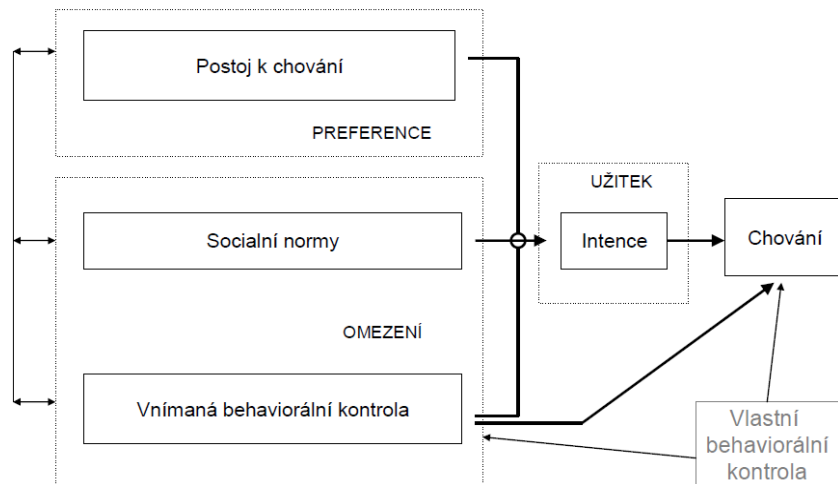 Postoj k chování
PREFERENCE
UŽITEK
Socialní normy
Intence
Chování
OMEZENÍ
Vnímaná behaviorální kontrola
Vlastní
behaviorální
kontrola